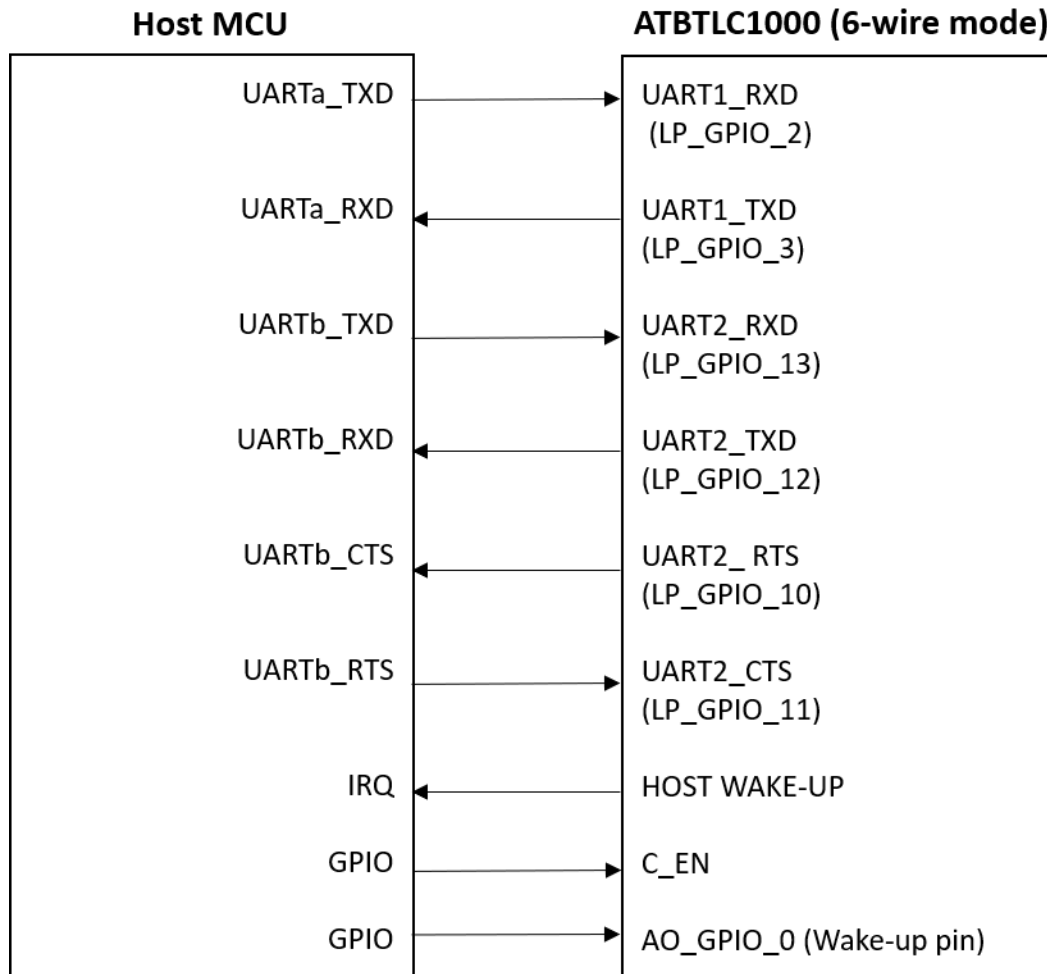 Host MCU
ATBTLC1000 (6-wire mode)
UARTa_TXD
UART1_RXD
(LP_GPIO_2)
UARTa_RXD
UART1_TXD
(LP_GPIO_3)
UARTb_TXD
UART2_RXD
(LP_GPIO_13)
UARTb_RXD
UART2_TXD
(LP_GPIO_12)
UARTb_CTS
UART2_ RTS
(LP_GPIO_10)
UARTb_RTS
UART2_CTS
(LP_GPIO_11)
IRQ
HOST WAKE-UP
GPIO
C_EN
GPIO
AO_GPIO_0 (Wake-up pin)